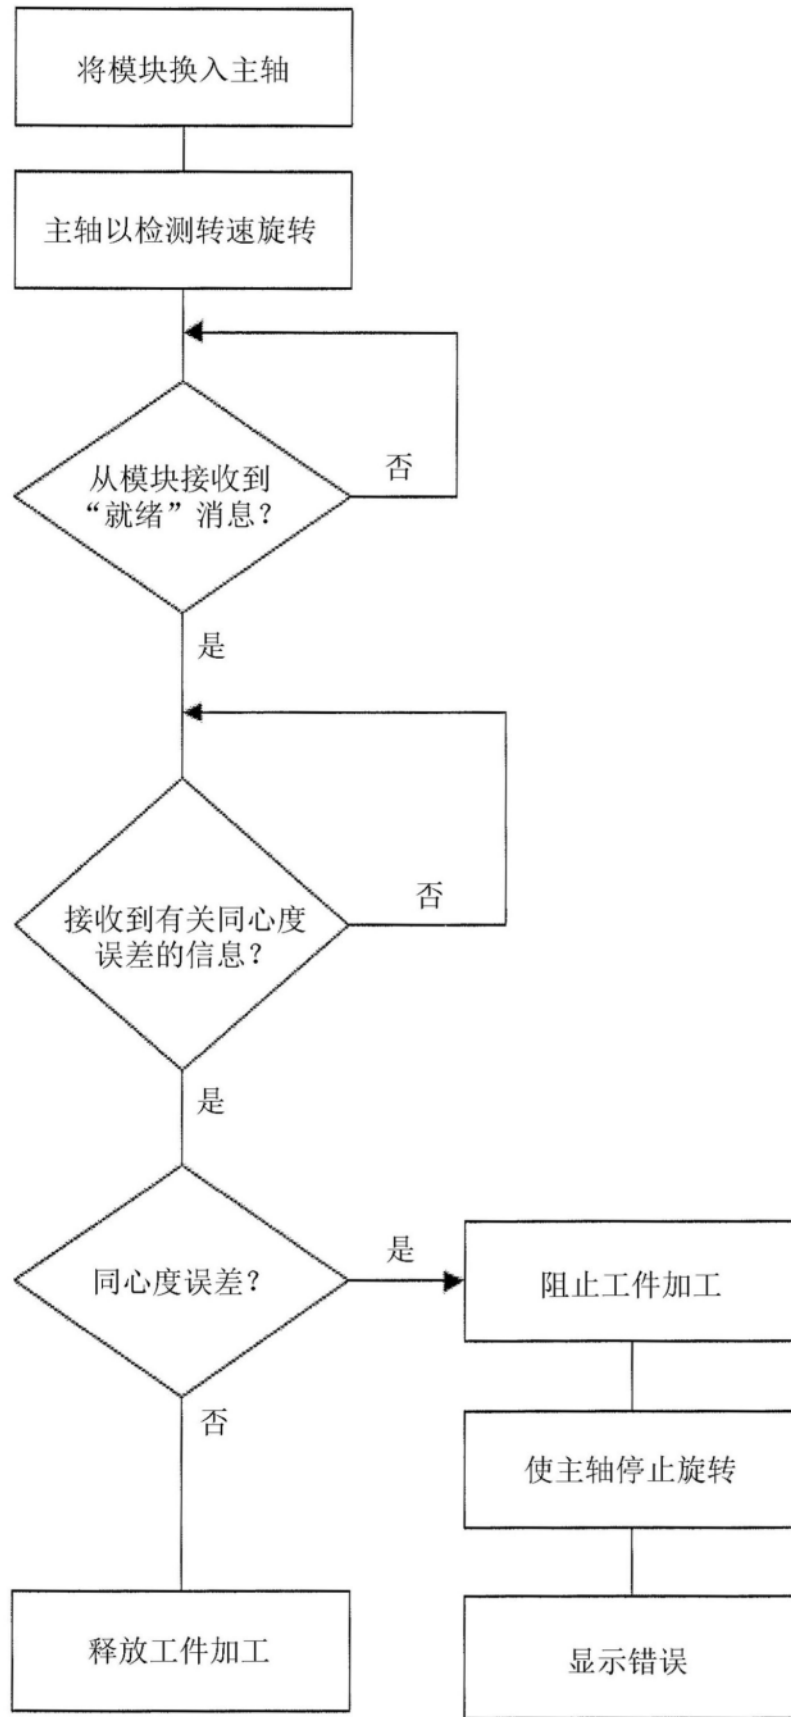 将模块换入主轴
主轴以检测转速旋转
从模块接收到
“就绪”消息？
否
是
接收到有关同心度
误差的信息？
否
是
同心度误差？
是
阻止工件加工
否
使主轴停止旋转
释放工件加工
显示错误